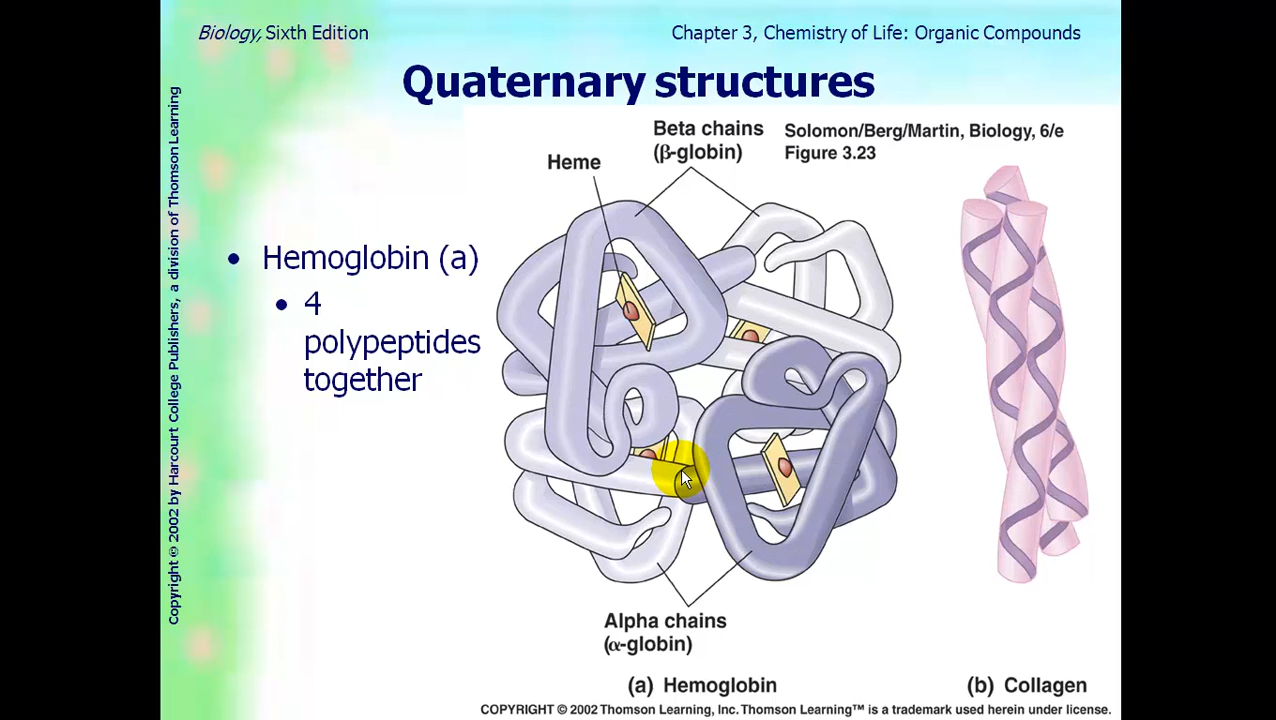 Biology, Sixth Edition
Chapter 3, Chemistry of Life: Organic Compounds
Quaternary structures
Copyright © 2002 by Harcourt College Publishers, a division of Thomson Learning
• Hemoglobin (a)
• 4
polypeptides
together
Heme
Beta chains
(β-globin)
Solomon/Berg/Martin, Biology, 6/e
Figure 3.23
Alpha chains
(α-globin)
(a) Hemoglobin
(b) Collagen
COPYRIGHT © 2002 Thomson Learning, Inc. Thomson Learning™ is a trademark used herein under license.